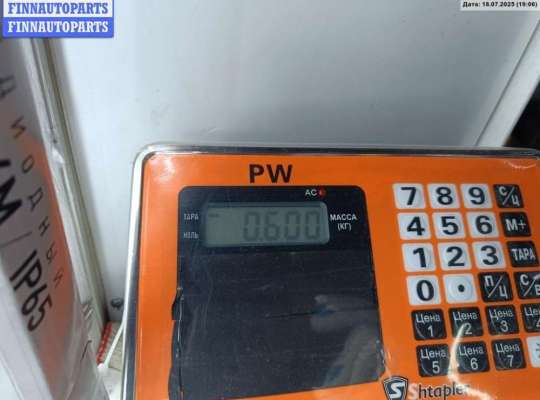 FINNAUTOPARTS
FINNAUTOPARTS
Дата: 18.07.2025 (19:06)
PW
AC
ТАРА
НОЛЬ
0.600
МАССА
(КГ)
7 8 9 С/Ц
4 5 6 М+
1 2 3 ТАРА
0 • П/Ц
Цена 1 Цена 2 Цена 3
Цена 5 Цена 6 Цена 7
S Shtapler
диодный
IP65